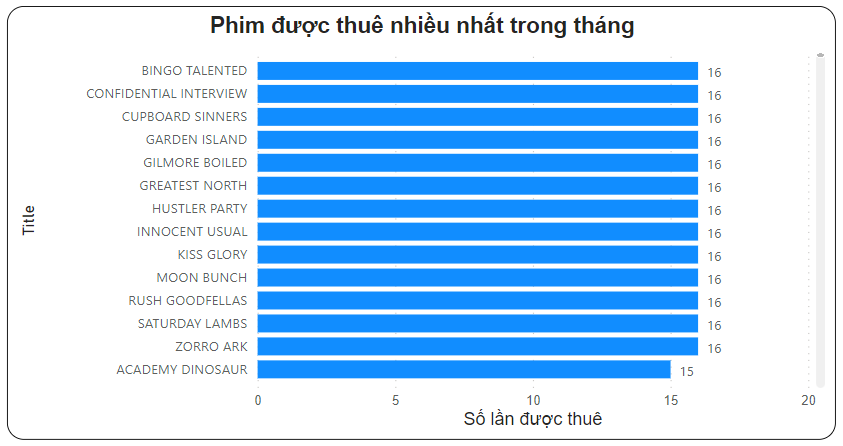 Phim được thuê nhiều nhất trong tháng
Title
BINGO TALENTED 16
CONFIDENTIAL INTERVIEW 16
CUPBOARD SINNERS 16
GARDEN ISLAND 16
GILMORE BOILED 16
GREATEST NORTH 16
HUSTLER PARTY 16
INNOCENT USUAL 16
KISS GLORY 16
MOON BUNCH 16
RUSH GOODFELLAS 16
SATURDAY LAMBS 16
ZORRO ARK 16
ACADEMY DINOSAUR 15
0 5 10 15 20
Số lần được thuê